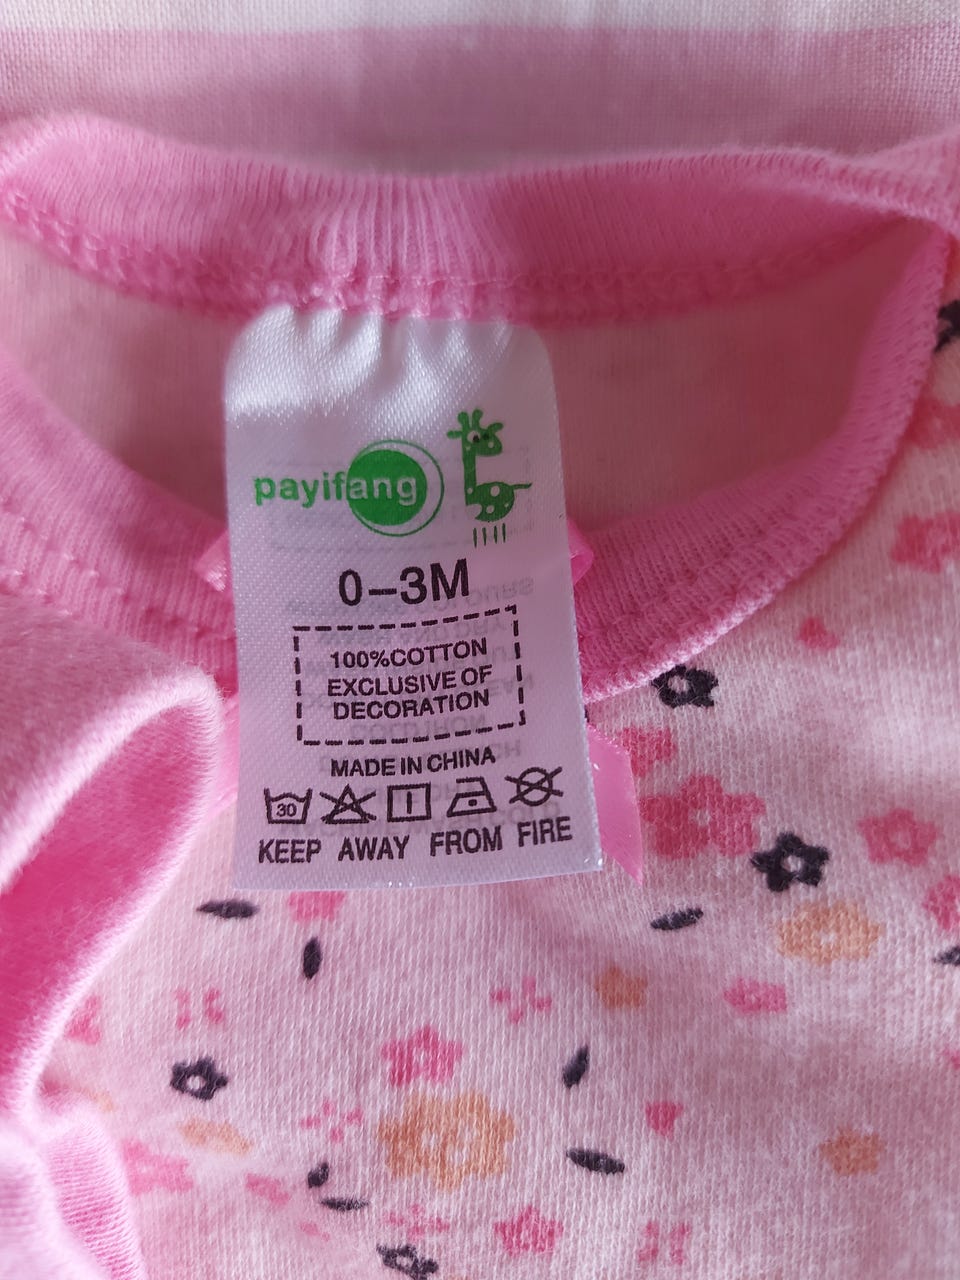 payifang
0-3M
100%COTTON
EXCLUSIVE OF
DECORATION
MADE IN CHINA
30
KEEP AWAY FROM FIRE